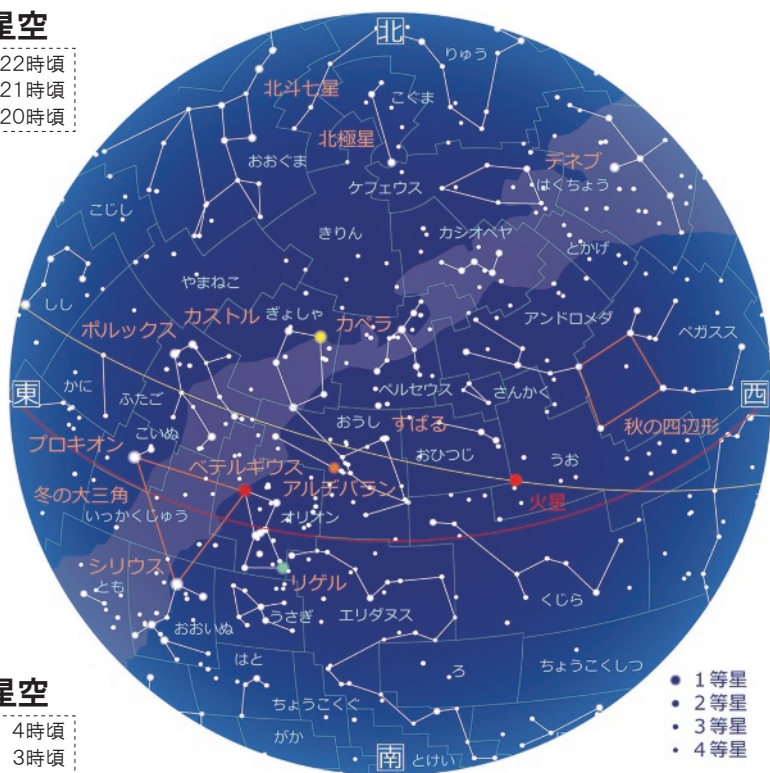 星空
22時頃
21時頃
20時頃
北
りゅう
北斗七星
こぐま
北極星
おおぐま
デネブ
ケフェウス
はくちょう
こじし
きりん
カシオペヤ
とかげ
やまねこ
しし
ぎょしゃ
カストル
カペラ
アンドロメダ
ポルックス
ペガスス
東
かに
ふたご
ペルセウス
さんかく
西
こいぬ
おうし
すばる
秋の四辺形
プロキオン
おひつじ
うお
ベテルギウス
アルデバラン
冬の大三角
火星
いっかくじゅう
オリオン
シリウス
とも
リゲル
うさぎ
エリダヌス
くじら
おおいぬ
はと
ろ
ちょうこくしつ
ちょうこくぐ
がか
南
とけい
1等星
2等星
3等星
4等星
星空
4時頃
3時頃